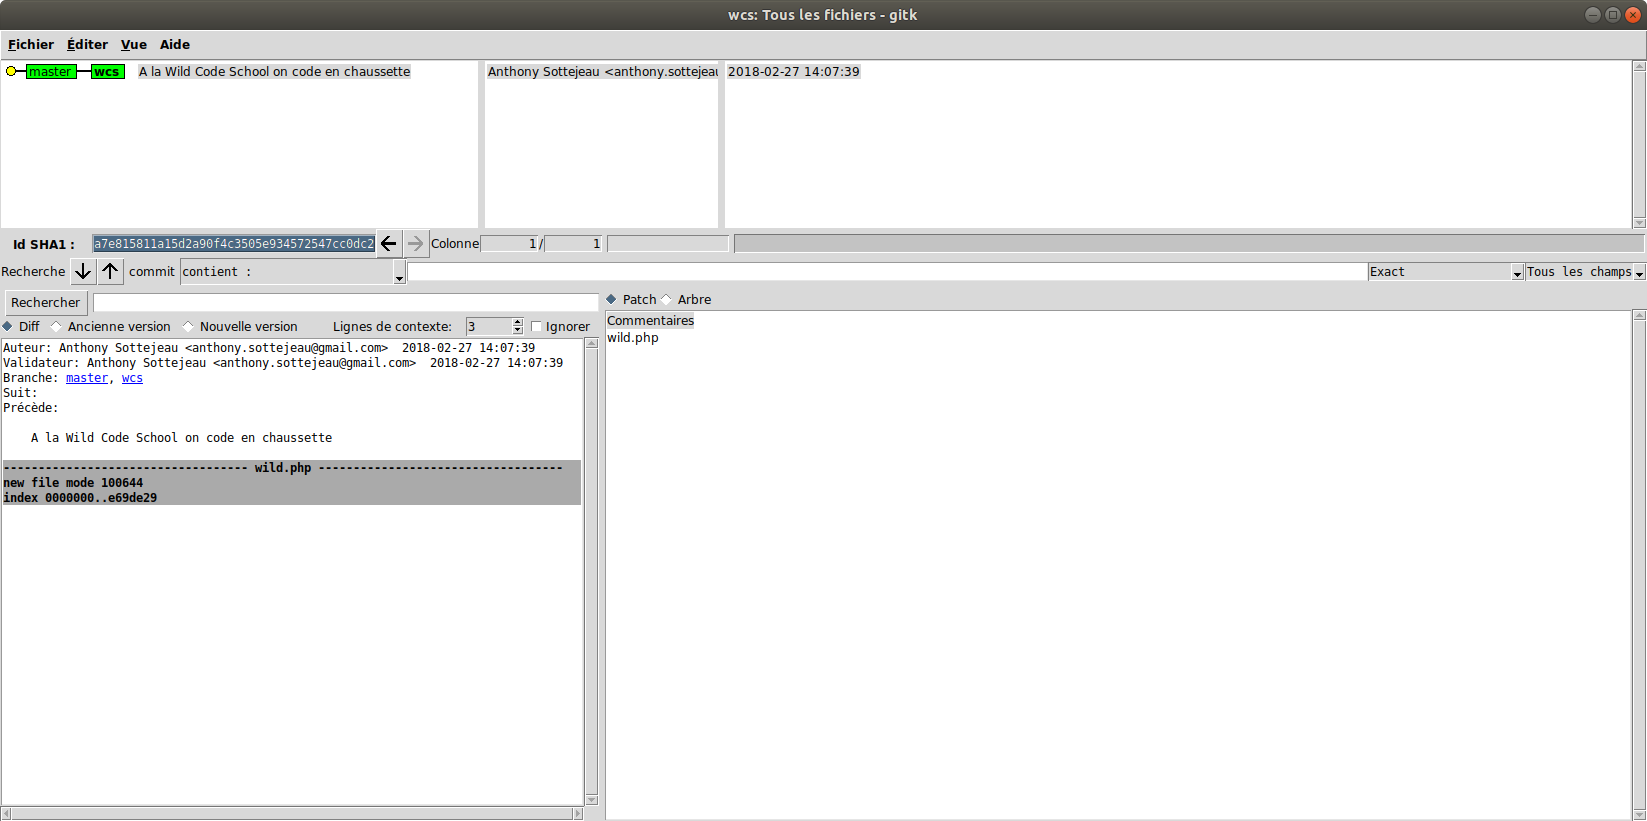 wcs: Tous les fichiers - gitk
Fichier Éditer Vue Aide
master wcs A la Wild Code School on code en chaussette Anthony Sottejeau <anthony.sottejeau 2018-02-27 14:07:39
Id SHA1 : a7e815811a15d2a90f4c3505e934572547cc0dc2 Colonne 1 / 1
Recherche commit contient : Exact Tous les champs
Rechercher
Patch Arbre
Diff Ancienne version Nouvelle version Lignes de contexte: 3 Ignorer
Auteur: Anthony Sottejeau <anthony.sottejeau@gmail.com> 2018-02-27 14:07:39
Validateur: Anthony Sottejeau <anthony.sottejeau@gmail.com> 2018-02-27 14:07:39
Branche: master, wcs
Suit:
Précède:
A la Wild Code School on code en chaussette
----------------------------------- wild.php -----------------------------------
new file mode 100644
index 0000000..e69de29
Commentaires
wild.php